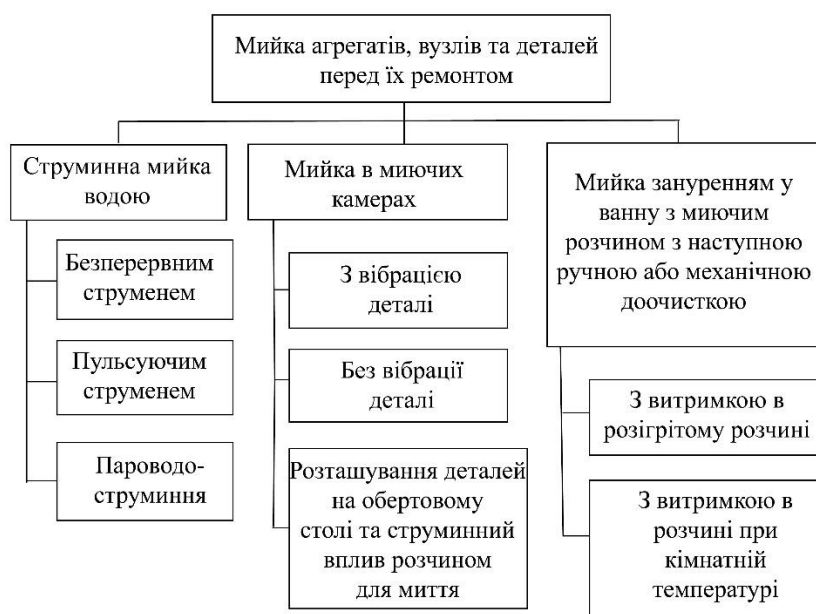 Мийка агрегатів, вузлів та деталей
перед їх ремонтом
Струминна мийка
водою
Безперервним
струменем
Пульсуючим
струменем
Пароводо-
струминня
Мийка в миючих
камерах
З вібрацією
деталі
Без вібрації
деталі
Розташування деталей
на обертовому
столі та струминний
вплив розчином
для миття
Мийка зануренням у
ванну з миючим
розчином з наступною
ручною або механічною
доочисткою
З витримкою в
розігрітому розчині
З витримкою в
розчині при
кімнатній
температурі